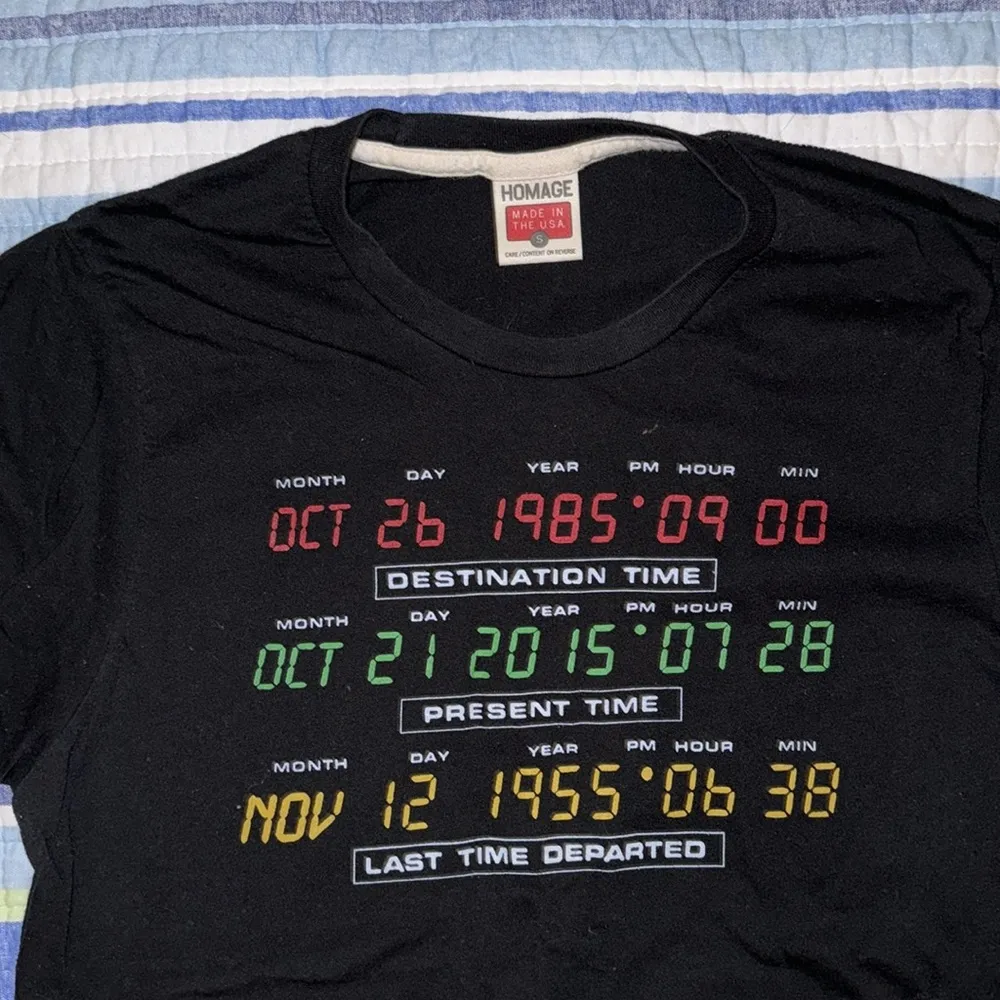 HOMAGE
MADE IN
THE USA
S
CARE/CONTENT ON REVERSE
MONTH DAY YEAR PM HOUR MIN
OCT 26 1985 09 00
DESTINATION TIME
MONTH DAY YEAR PM HOUR MIN
OCT 21 2015 07 28
PRESENT TIME
MONTH DAY YEAR PM HOUR MIN
NOV 12 1955 06 38
LAST TIME DEPARTED